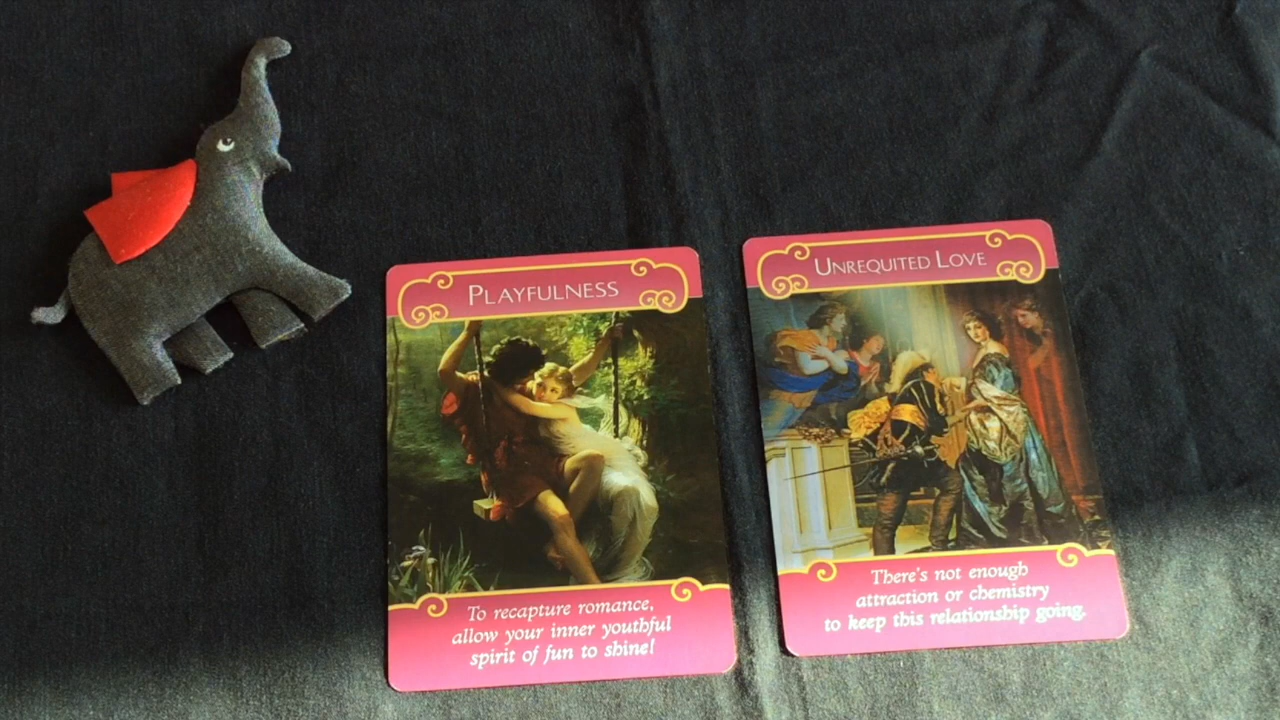 PLAYFULNESS
To recapture romance,
allow your inner youthful
spirit of fun to shine!
UNREQUITED LOVE
There's not enough
attraction or chemistry
to keep this relationship going.